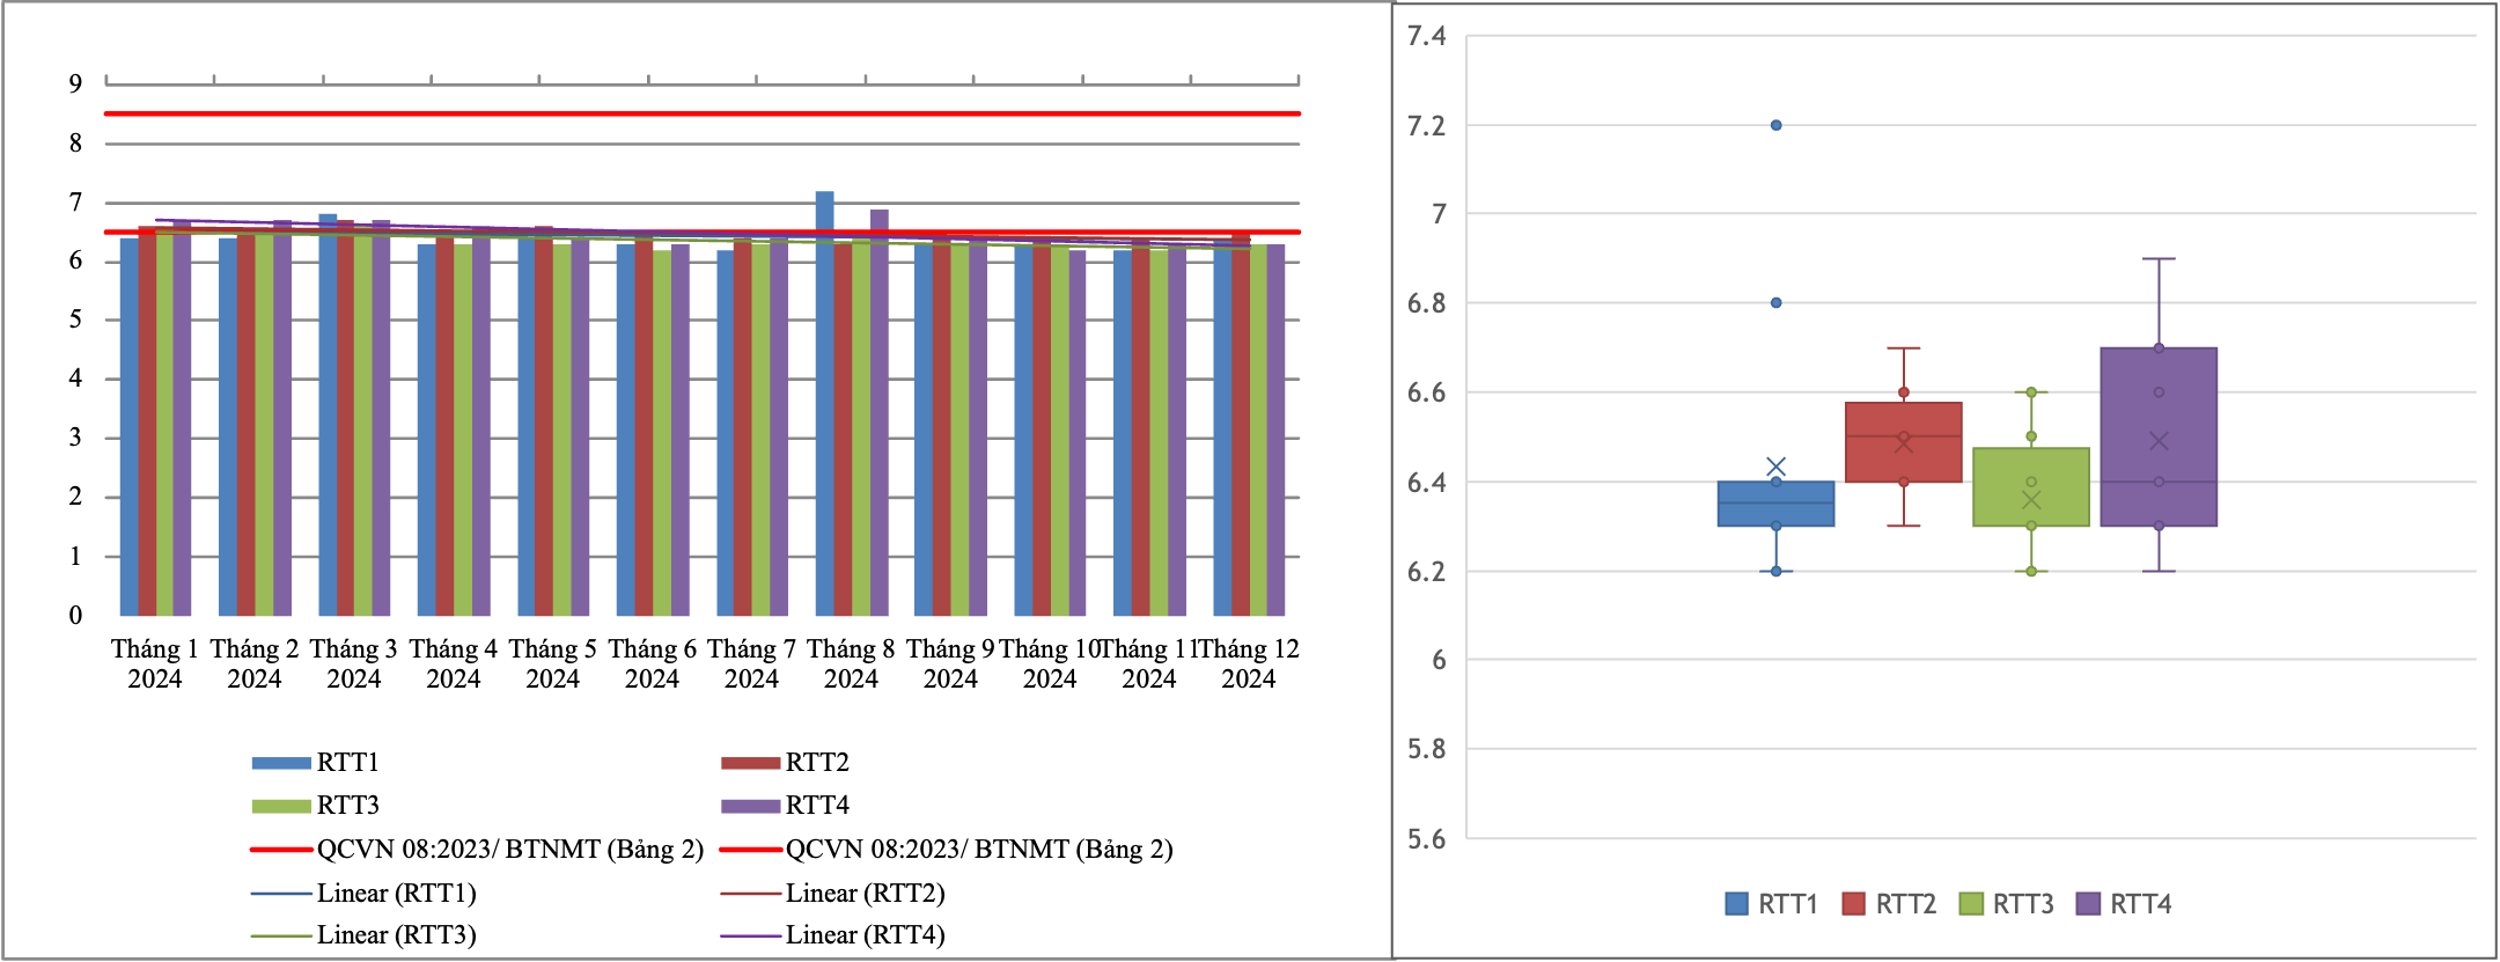 9
8
7
6
5
4
3
2
1
0
Tháng 1 Tháng 2 Tháng 3 Tháng 4 Tháng 5 Tháng 6 Tháng 7 Tháng 8 Tháng 9 Tháng 10 Tháng 11 Tháng 12
2024 2024 2024 2024 2024 2024 2024 2024 2024 2024 2024 2024
RTT1 RTT2
RTT3 RTT4
QCVN 08:2023/ BTNMT (Bảng 2) QCVN 08:2023/ BTNMT (Bảng 2)
Linear (RTT1) Linear (RTT2)
Linear (RTT3) Linear (RTT4)
7.4
7.2
7
6.8
6.6
6.4
6.2
6
5.8
5.6
RTT1 RTT2 RTT3 RTT4